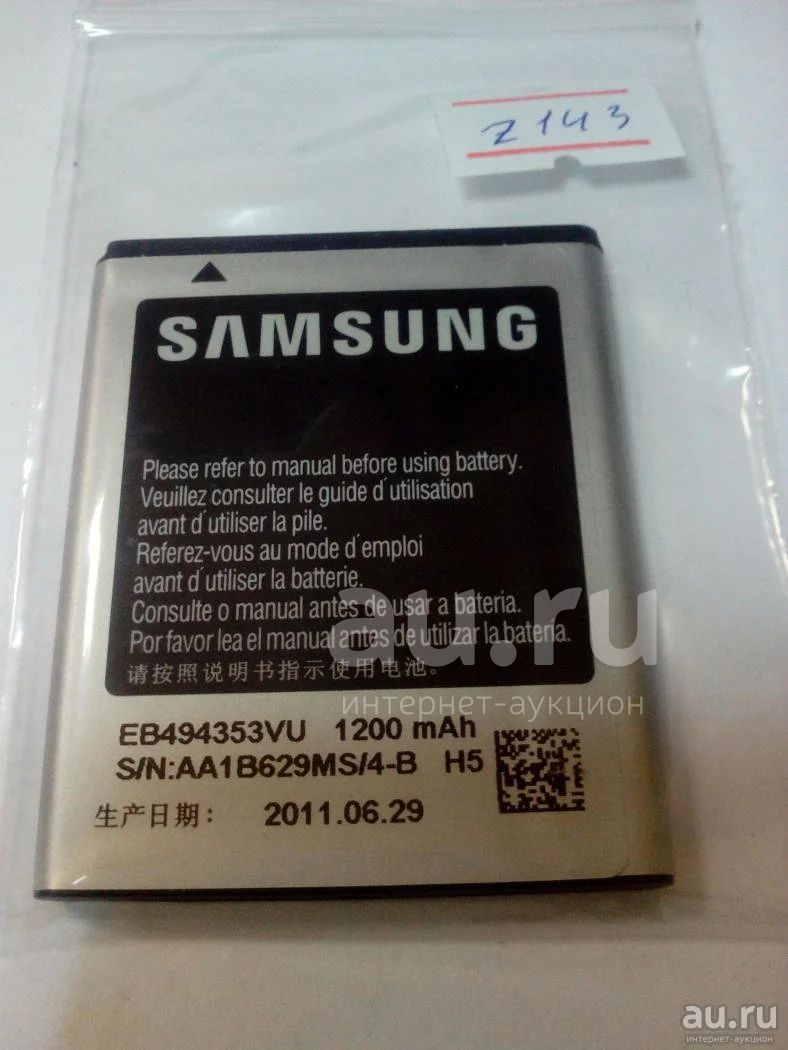 z143
SAMSUNG
Please refer to manual before using battery.
Veuillez consulter le guide d'utilisation
avant d'utiliser la pile.
Referez-vous au mode d'emploi
avant d'utiliser la batterie.
Consulte o manual antes de usar a bateria.
Por favor lea el manual antes de utilizar la bateria.
请按照说明书指示使用电池。
au.ru
интернет-аукцион
EB494353VU 1200 mAh
S/N:AA1B629MS/4-B H5
生产日期: 2011.06.29
au.ru
интернет-аукцион